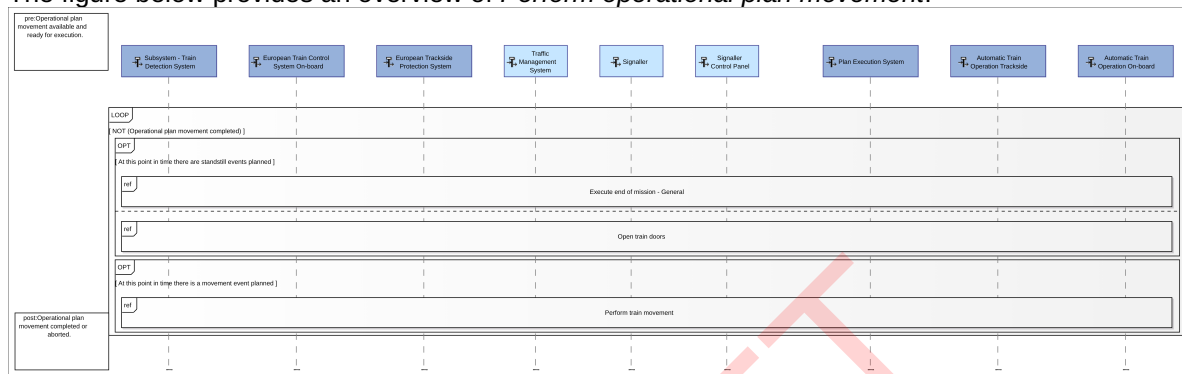 The figure below provides an overview of Perform operational plan movement.
pre:Operational plan
movement available and
ready for execution.
Subsystem - Train
Detection System
European Train Control
System On-board
European Trackside
Protection System
Traffic
Management
System
Signaller
Signaller
Control Panel
Plan Execution System
Automatic Train
Operation Trackside
Automatic Train
Operation On-board
LOOP
[ NOT (Operational plan movement completed) ]
OPT
[ At this point in time there are standstill events planned ]
ref
Execute end of mission - General
ref
Open train doors
OPT
[ At this point in time there is a movement event planned ]
ref
Perform train movement
post:Operational plan
movement completed or
aborted.